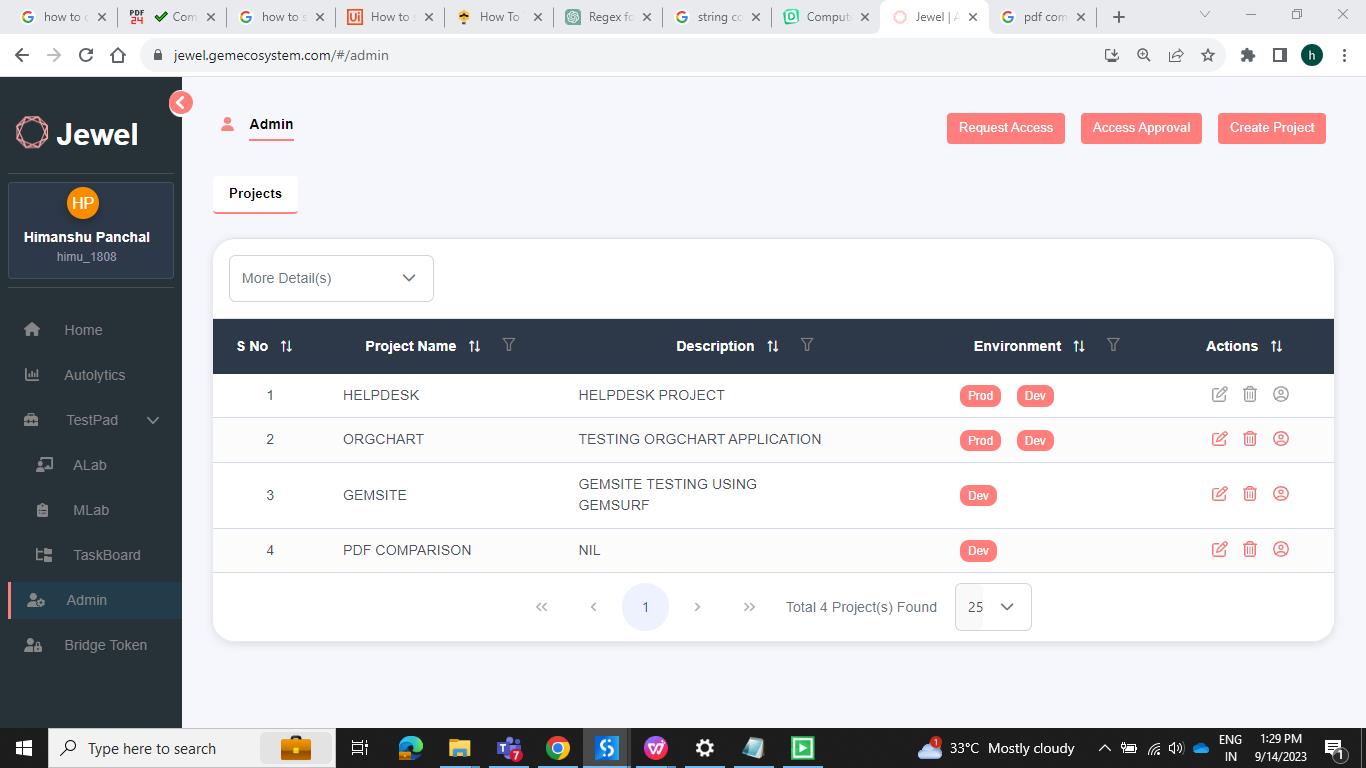 how to c
PDF 24 Com
how to s
Ui How to
How To
Regex fo
string co
Comput
Jewel | A
pdf com
jewel.gemecosystem.com/#/admin
h
Jewel
HP
Himanshu Panchal
himu_1808
Home
Autolytics
TestPad
ALab
MLab
TaskBoard
Admin
Bridge Token
Admin
Request Access
Access Approval
Create Project
Projects
More Detail(s)
S No Project Name Description Environment Actions
1 HELPDESK HELPDESK PROJECT Prod Dev
2 ORGCHART TESTING ORGCHART APPLICATION Prod Dev
3 GEMSITE GEMSITE TESTING USING
GEMSURF Dev
4 PDF COMPARISON NIL Dev
1 Total 4 Project(s) Found 25
Type here to search
7
1
33°C Mostly cloudy
ENG
IN
1:29 PM
9/14/2023
1